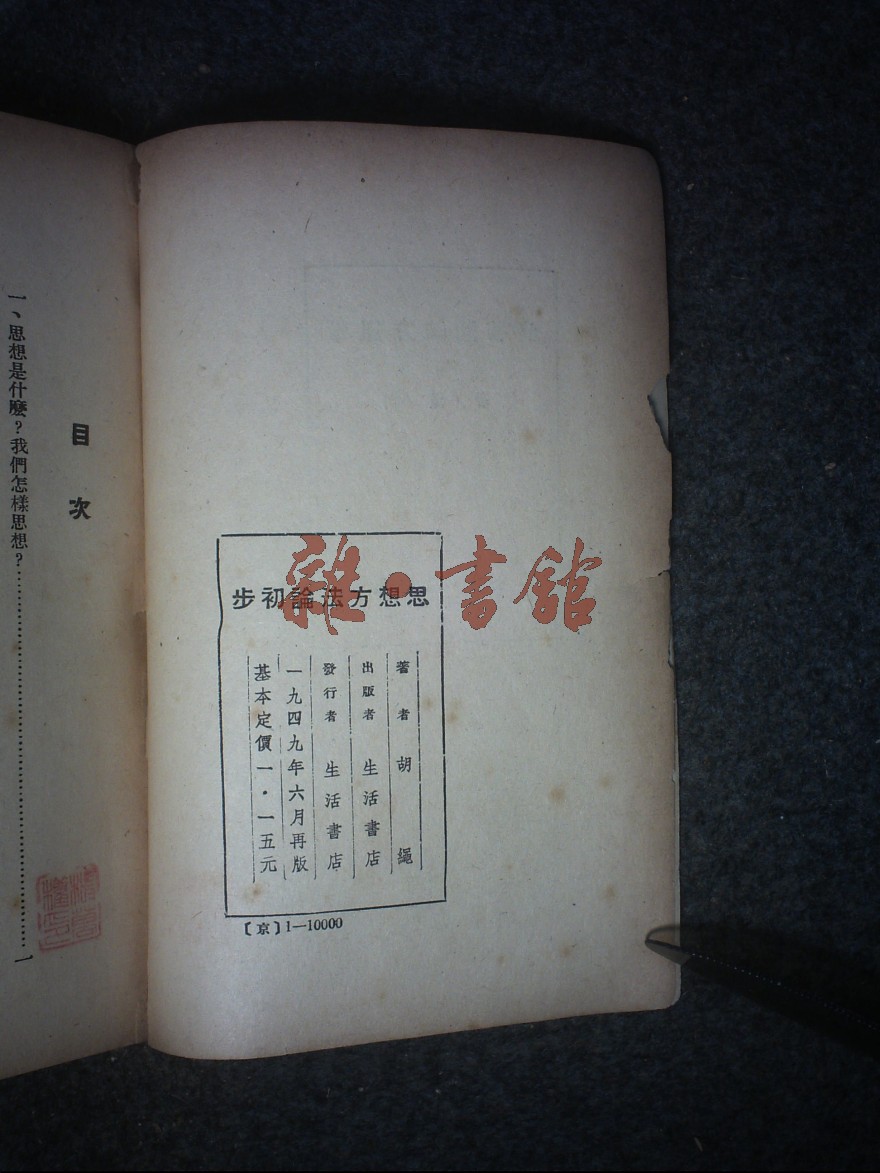 思想方法論初步
著者 胡繩
出版者 生活書店
發行者 生活書店
一九四九年六月再版
基本定價一·一五元
〔京〕1—10000
目次
一、思想是什麽？我們怎樣思想？……1
雜·書館